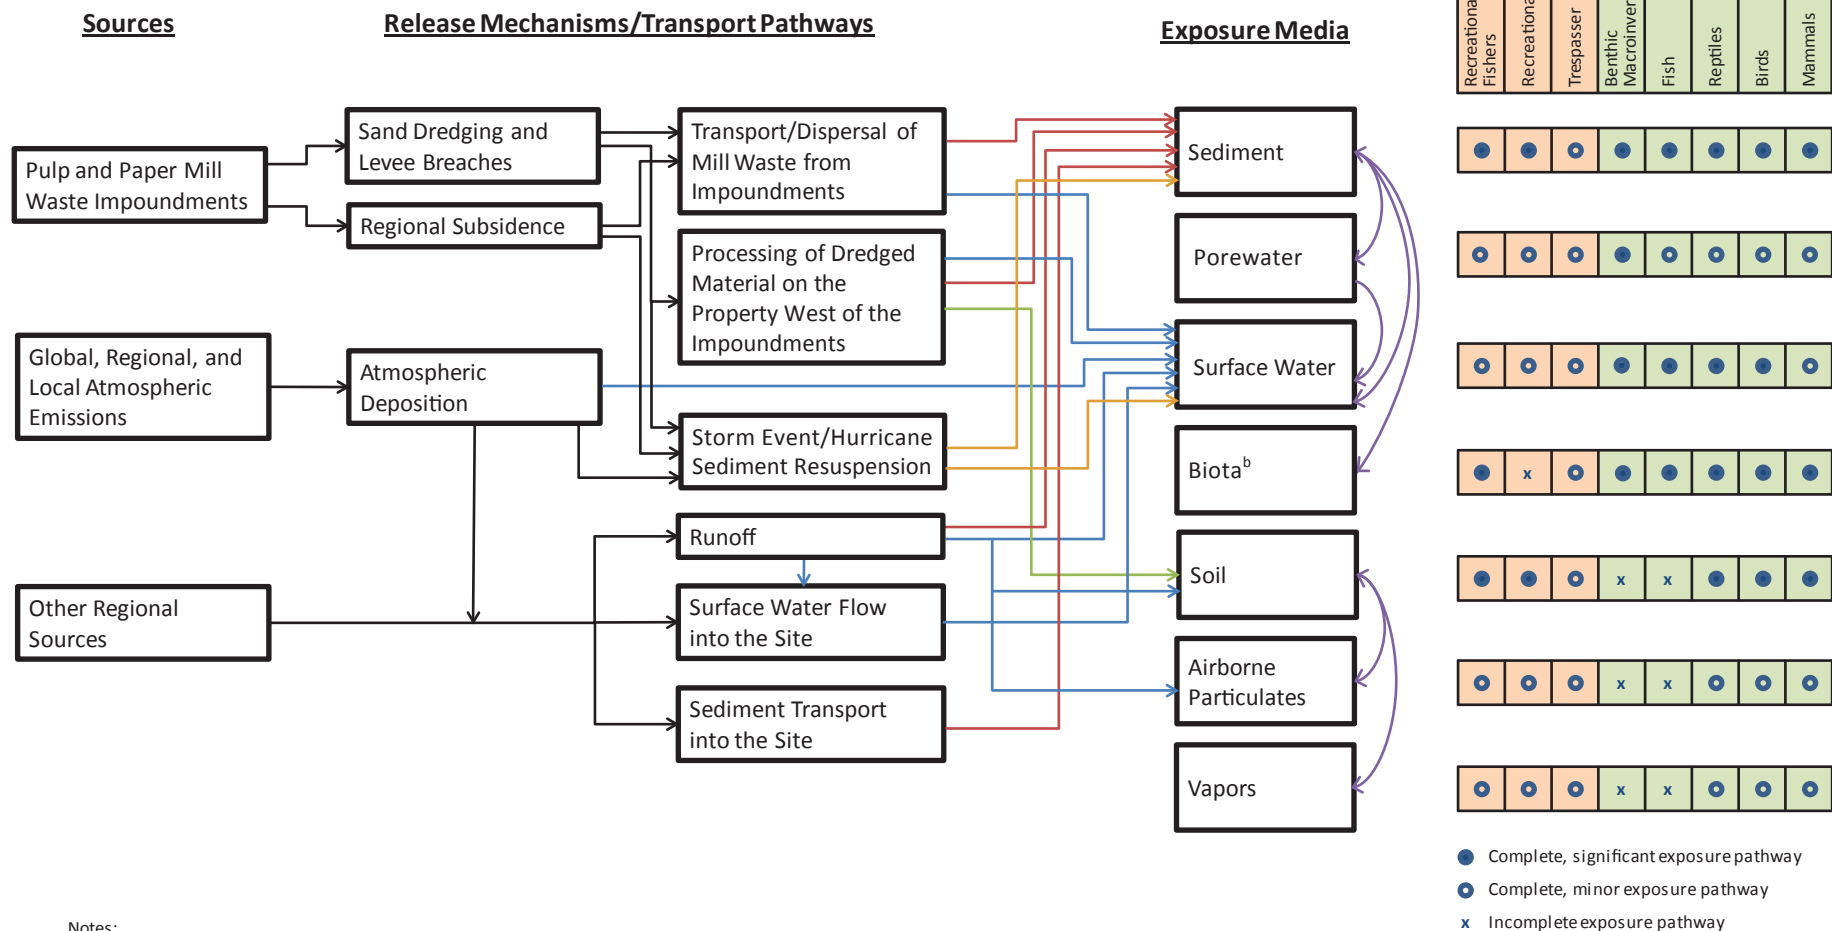 Sources
Release Mechanisms/Transport Pathways
Exposure Media
Recreational
Fishers
Recreational
Trespasser
Benthic
Fish
Reptiles
Birds
Mammals
Pulp and Paper Mill
Waste Impoundments
Sand Dredging and
Levee Breaches
Regional Subsidence
Transport/Dispersal of
Mill Waste from
Impoundments
Processing of Dredged
Material on the
Property West of the
Impoundments
Global, Regional, and
Local Atmospheric
Emissions
Atmospheric
Deposition
Storm Event/Hurricane
Sediment Resuspension
Other Regional
Sources
Runoff
Surface Water Flow
into the Site
Sediment Transport
into the Site
Sediment
Porewater
Surface Water
Biotab
Soil
Airborne
Particulates
Vapors
x
x x
x x
x x
Complete, significant exposure pathway
Complete, minor exposure pathway
x Incomplete exposure pathway
Notes: